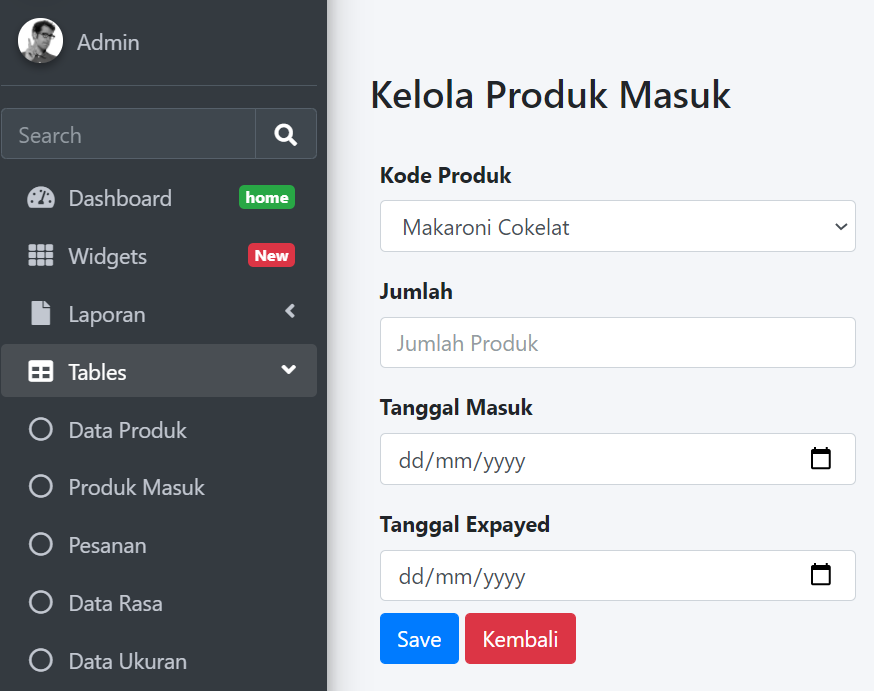 Admin
Search
Dashboard home
Widgets New
Laporan
Tables
Data Produk
Produk Masuk
Pesanan
Data Rasa
Data Ukuran
Kelola Produk Masuk
Kode Produk
Makaroni Cokelat
Jumlah
Jumlah Produk
Tanggal Masuk
dd/mm/yyyy
Tanggal Expayed
dd/mm/yyyy
Save Kembali